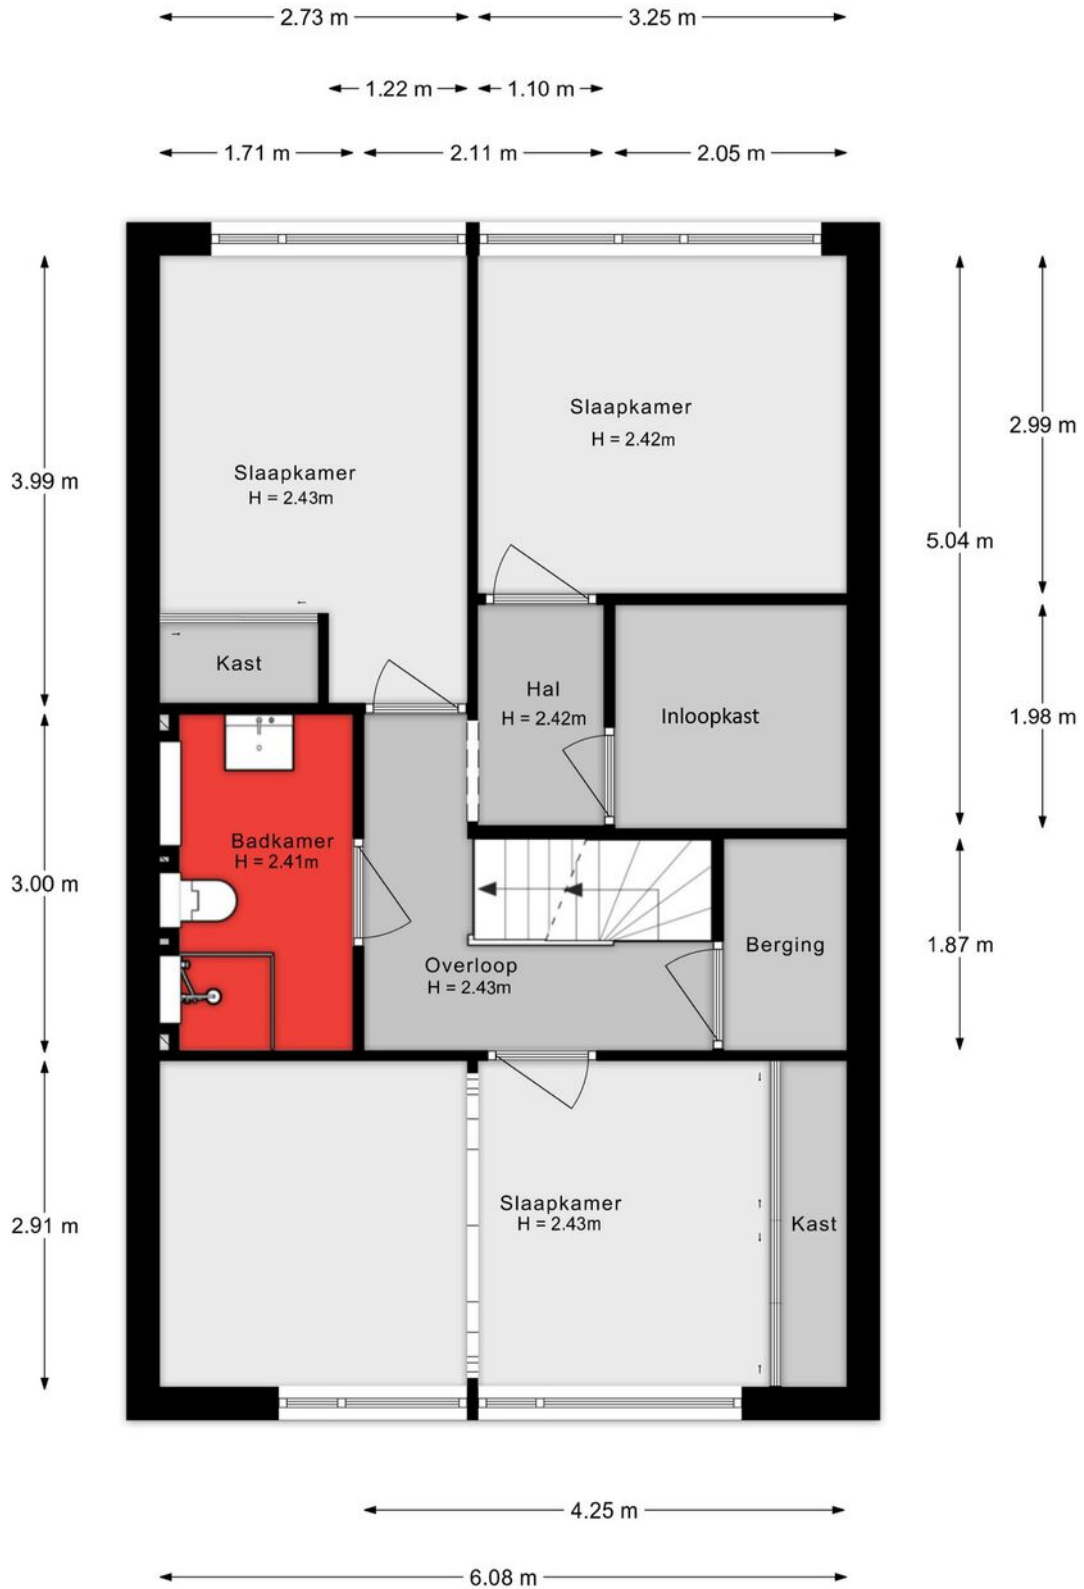 2.73 m
3.25 m
1.22 m
1.10 m
1.71 m
2.11 m
2.05 m
Slaapkamer
H = 2.42m
2.99 m
Slaapkamer
H = 2.43m
3.99 m
5.04 m
Kast
Hal
H = 2.42m
Inloopkast
1.98 m
Badkamer
H = 2.41m
3.00 m
Berging
1.87 m
Overloop
H = 2.43m
Slaapkamer
H = 2.43m
Kast
2.91 m
4.25 m
6.08 m